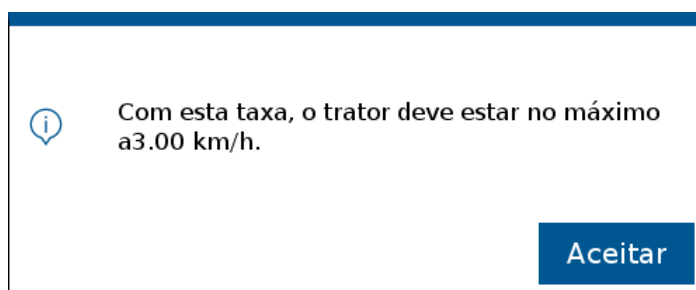 Com esta taxa, o trator deve estar no máximo
a3.00 km/h.
Aceitar